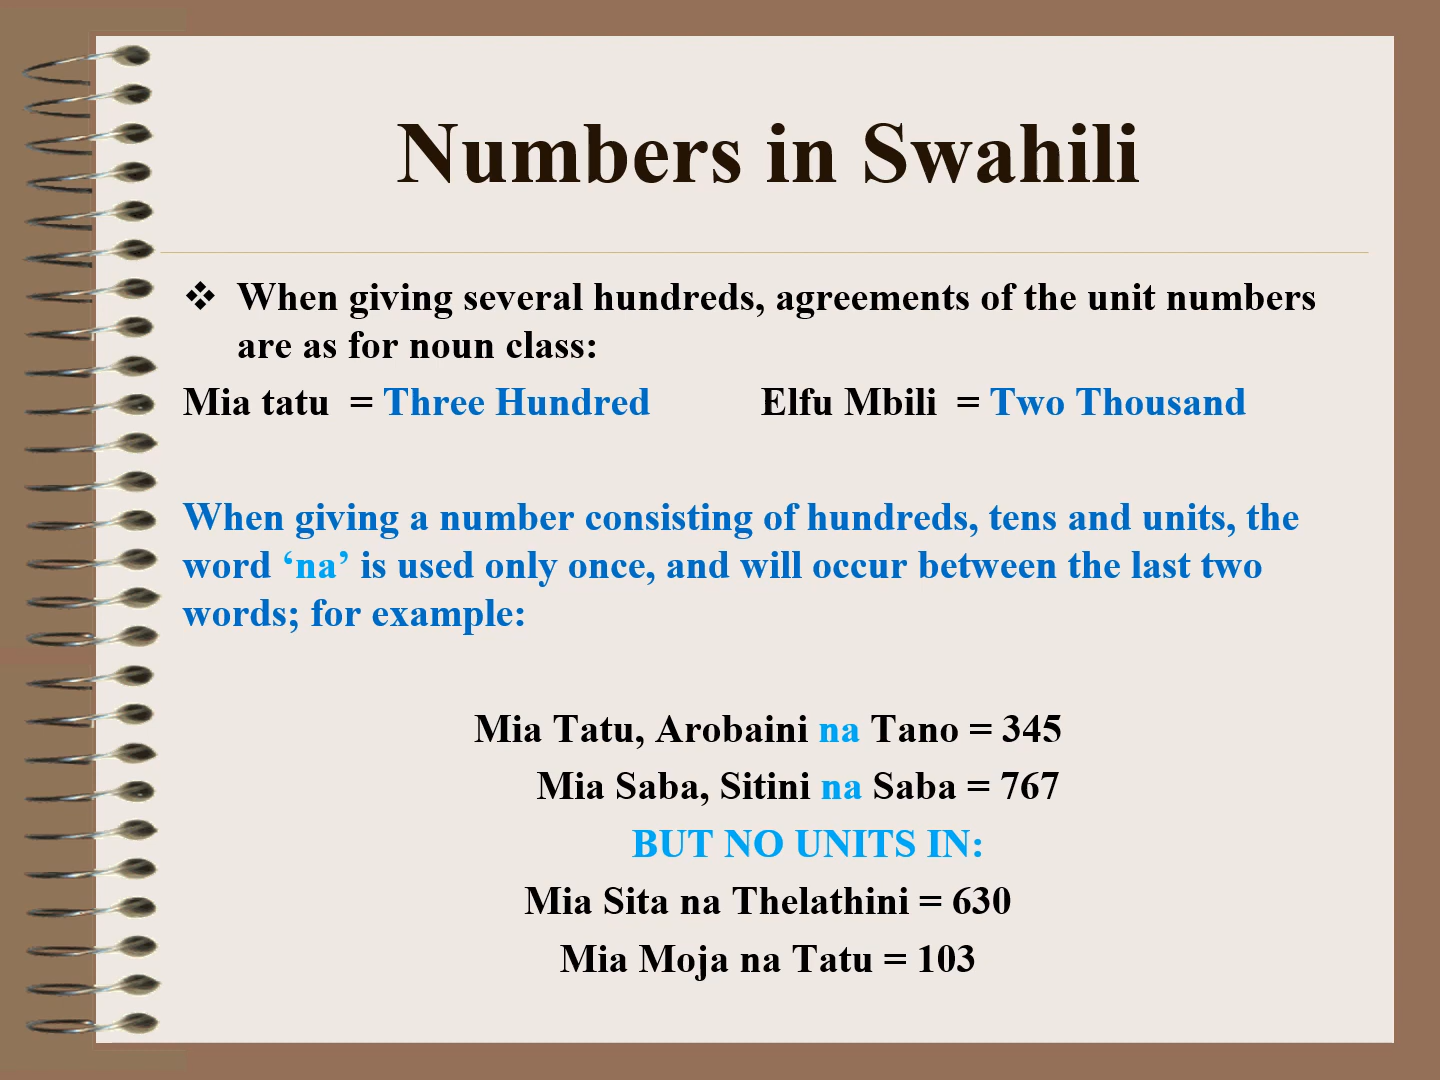 Numbers in Swahili
❖ When giving several hundreds, agreements of the unit numbers
are as for noun class:
Mia tatu = Three Hundred Elfu Mbili = Two Thousand
When giving a number consisting of hundreds, tens and units, the
word ‘na’ is used only once, and will occur between the last two
words; for example:
Mia Tatu, Arobaini na Tano = 345
Mia Saba, Sitini na Saba = 767
BUT NO UNITS IN:
Mia Sita na Thelathini = 630
Mia Moja na Tatu = 103